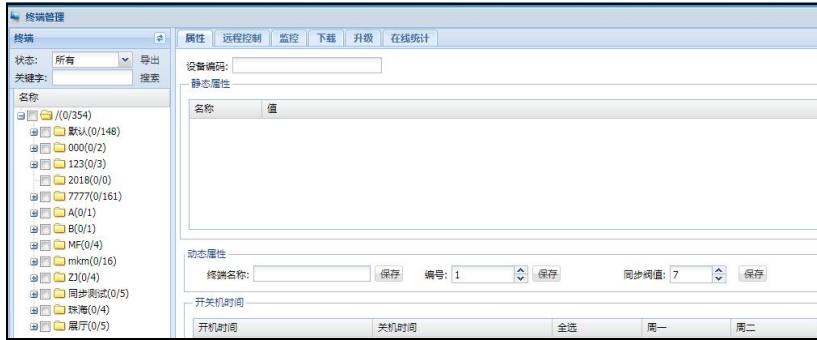 终端管理
终端
状态: 所有 导出
关键字: 搜索
名称
/(0/354)
默认(0/148)
000(0/2)
123(0/3)
2018(0/0)
7777(0/161)
A(0/1)
B(0/1)
MF(0/4)
mkm(0/16)
ZJ(0/4)
同步测试(0/5)
珠海(0/4)
展厅(0/5)
属性 远程控制 监控 下载 升级 在线统计
设备编码:
静态属性
名称 值
动态属性
终端名称: 保存 编号: 1 保存 同步阀值: 7 保存
开关机时间
开机时间 关机时间 全选 周一 周二